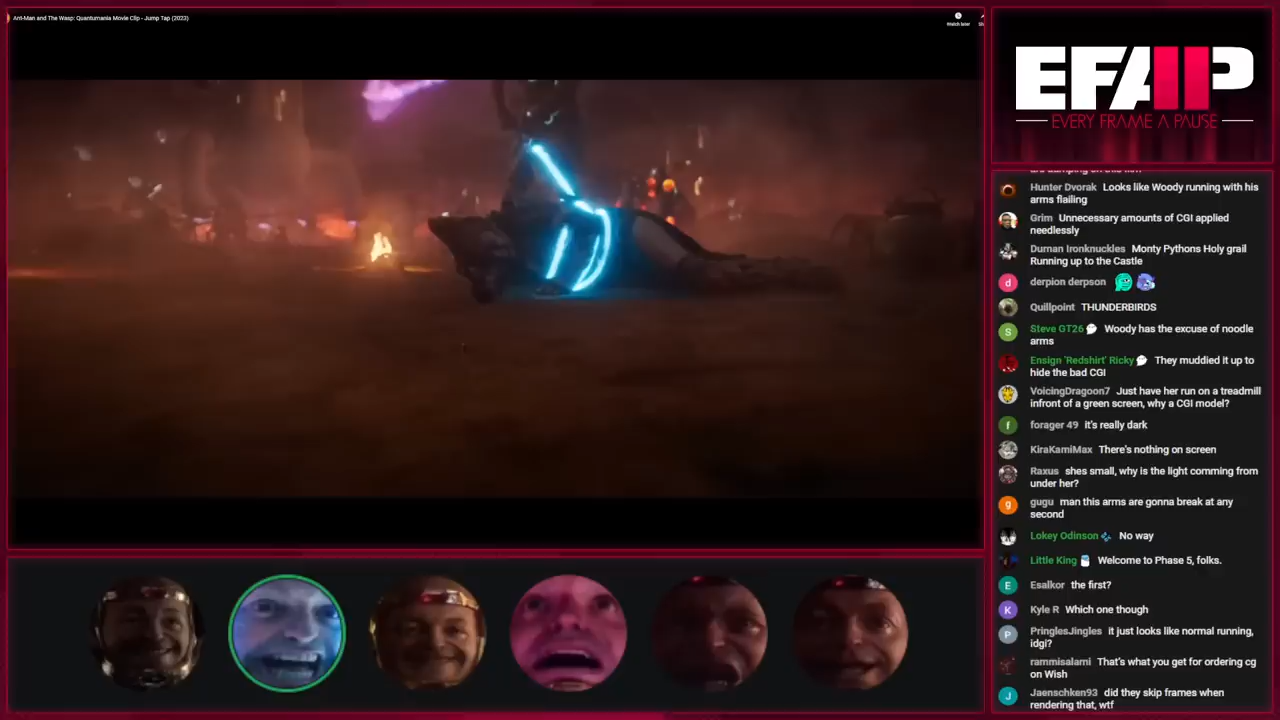 Ant-Man and The Wasp: Quantumania Movie Clip - Jump Tap (2023)
Watch later
EFAP
EVERY FRAME A PAUSE
Hunter Dvorak Looks like Woody running with his
arms flailing
Grim Unnecessary amounts of CGI applied
needlessly
Durnan Ironknuckles Monty Pythons Holy grail
Running up to the Castle
derpion derpson
Quillpoint THUNDERBIRDS
Steve GT26 Woody has the excuse of noodle
arms
Ensign 'Redshirt' Ricky They muddied it up to
hide the bad CGI
VoicingDragoon7 Just have her run on a treadmill
infront of a green screen, why a CGI model?
forager 49 it's really dark
KiraKamiMax There's nothing on screen
Raxus shes small, why is the light comming from
under her?
gugu man this arms are gonna break at any
second
Lokey Odinson No way
Little King Welcome to Phase 5, folks.
Esalkor the first?
Kyle R Which one though
PringlesJingles it just looks like normal running,
idgi?
rammisalami That's what you get for ordering cg
on Wish
Jaenschken93 did they skip frames when
rendering that, wtf